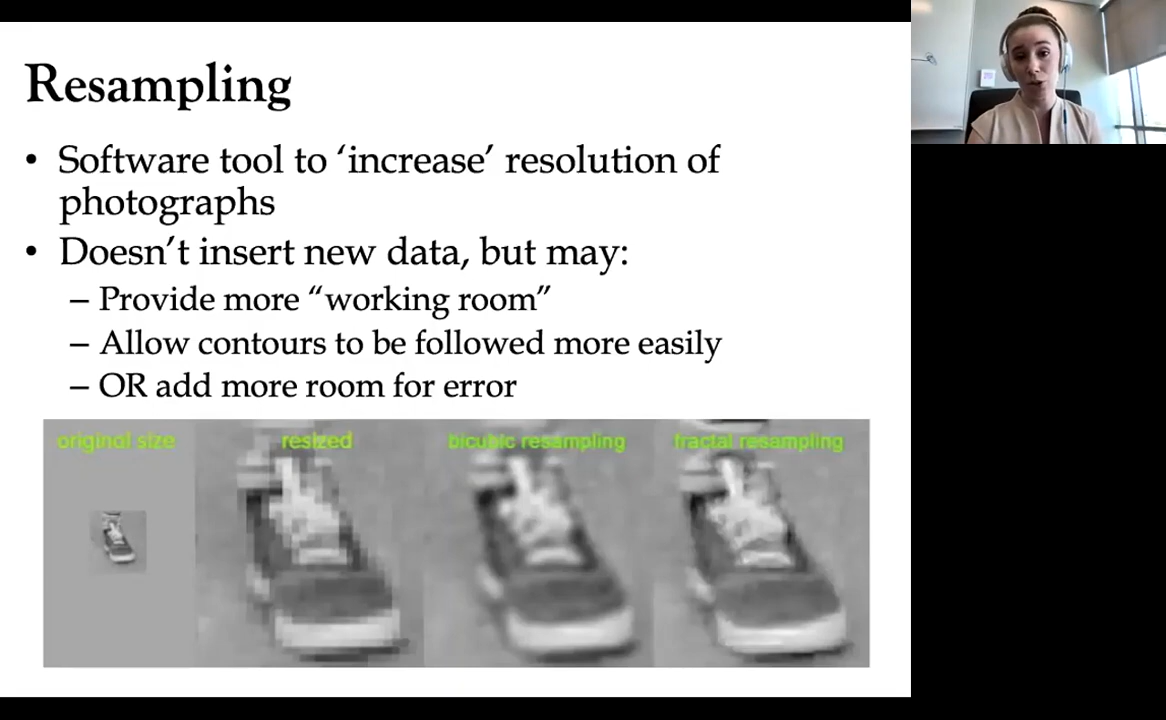 Resampling
• Software tool to ‘increase’ resolution of
photographs
• Doesn’t insert new data, but may:
– Provide more “working room”
– Allow contours to be followed more easily
– OR add more room for error
original size
resized
bicubic resampling
fractal resampling